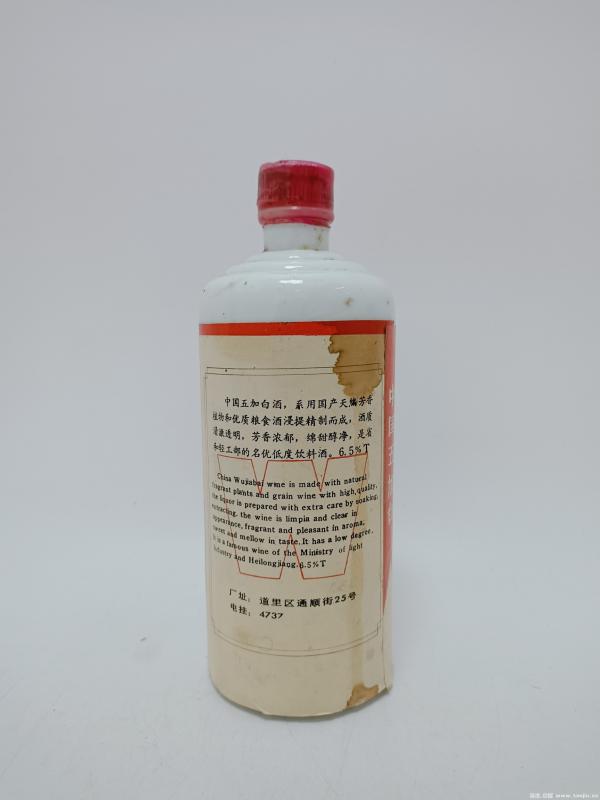 中国五加白酒，系用国产天然芳香
植物和优质粮食酒浸提精制而成，酒质
清澈透明，芳香浓郁，绵甜醇净，是省
和轻工部的名优低度饮料酒。6.5%T
China Wujiabai wine is made with natural
fragrant plants and grain wine with high quality,
the liquor is prepared with extra care by soaking,
extracting, the wine is limpia and clear in
appearance, fragrant and pleasant in aroma,
sweet and mellow in taste. It has a low degree.
It is a famous wine of the Ministry of light
industry and Heilongjiang. 6.5%T
厂址：道里区通顺街25号
电挂：4737
中国五加
www.